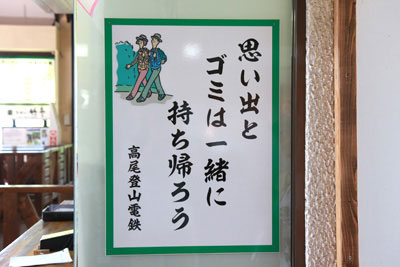 思い出と
ゴミは一緒に
持ち帰ろう
高尾登山電鉄